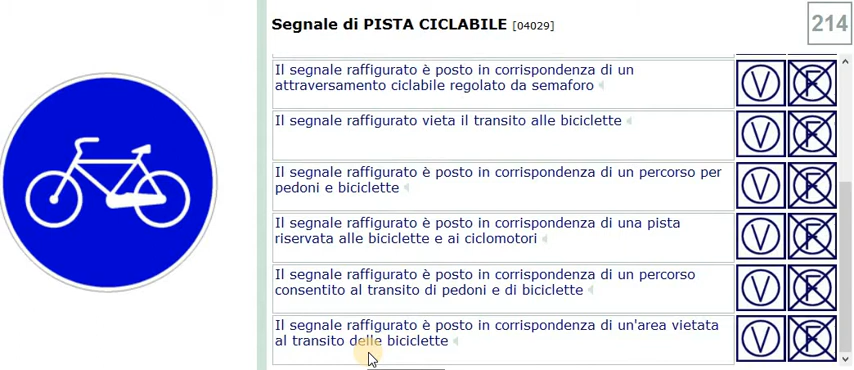 Segnale di PISTA CICLABILE [04029]
214
Il segnale raffigurato è posto in corrispondenza di un
attraversamento ciclabile regolato da semaforo
V F
Il segnale raffigurato vieta il transito alle biciclette
V F
Il segnale raffigurato è posto in corrispondenza di un percorso per
pedoni e biciclette
V F
Il segnale raffigurato è posto in corrispondenza di una pista
riservata alle biciclette e ai ciclomotori
V F
Il segnale raffigurato è posto in corrispondenza di un percorso
consentito al transito di pedoni e di biciclette
V F
Il segnale raffigurato è posto in corrispondenza di un'area vietata
al transito delle biciclette
V F